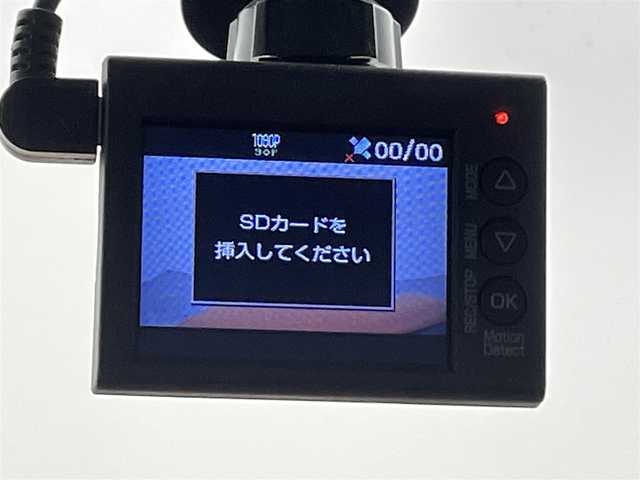 1080P
30F
00/00
SDカードを
挿入してください
MODE
MENU
REC/STOP
OK
Motion
Detect